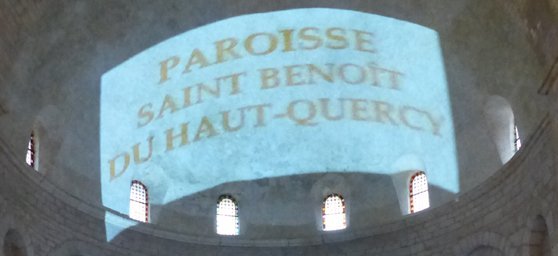 PAROISSE
SAINT BENOÎT
DU HAUT-QUERCY